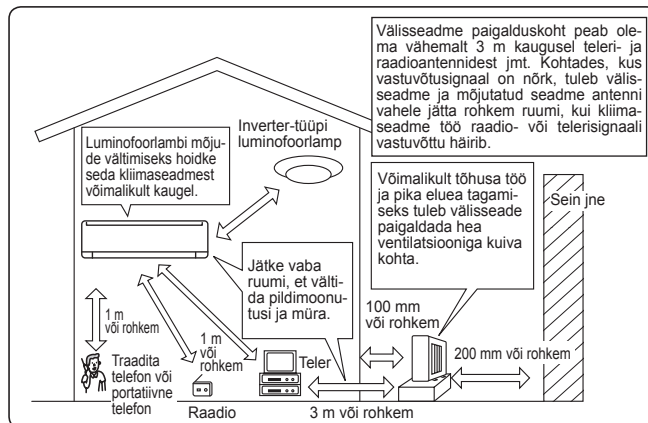 Välisseadme paigalduskoht peab ole-
ma vähemalt 3 m kaugusel teleri- ja
raadioantennidest jmt. Kohtades, kus
vastuvõtusignaal on nõrk, tuleb välis-
seadme ja mõjutatud seadme antenni
vahele jätta rohkem ruumi, kui kliima-
seadme töö raadio- või telerisignaali
vastuvõttu häirib.
Inverter-tüüpi
luminofoorlamp
Luminofoorlambi mõju-
de vältimiseks hoidke
seda kliimaseadmest
võimalikult kaugel.
Võimalikult tõhusa töö
ja pika eluea tagami-
seks tuleb välisseade
paigaldada hea
ventilatsiooniga kuiva
kohta.
Sein jne
Jätke vaba
ruumi, et välti-
da pildimoonu-
tusi ja müra.
1 m
või rohkem
1 m
või
rohkem
100 mm
või rohkem
200 mm või rohkem
Traadita
telefon või
portatiivne
telefon
Raadio
Teler
3 m või rohkem